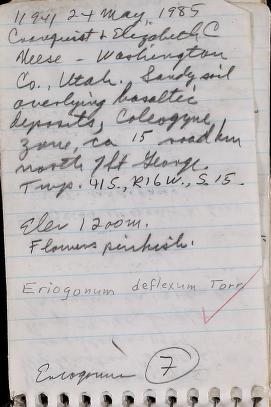 11941 24 May, 1985
Cronquist & Elizabeth C
Neese - Washington
Co., Utah. Sandy soil
overlying basaltic
deposits, Coleogyne
zone, ca 15 road km
north of St George.
Twp. 41S., R16W., S. 15.
Elev 1200m.
Flowers pinkish.
Eriogonum deflexum Torr
Eriogonum 7